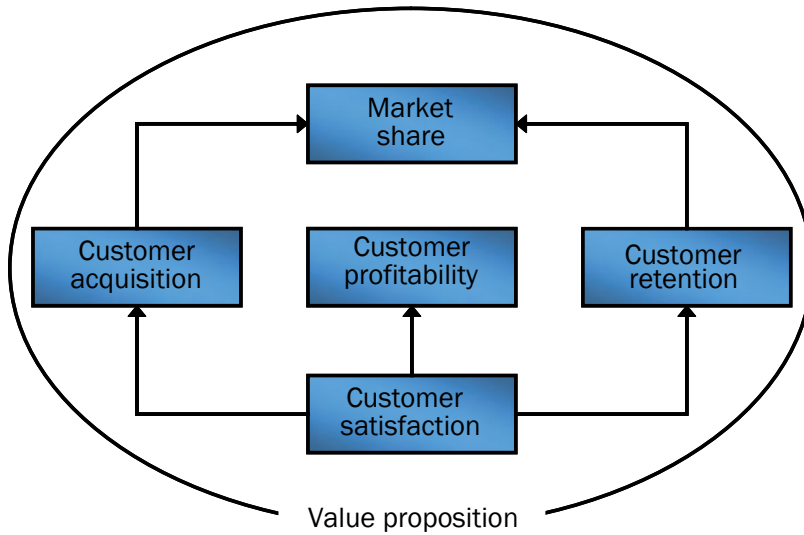 Market
share
Customer
acquisition
Customer
profitability
Customer
retention
Customer
satisfaction
Value proposition